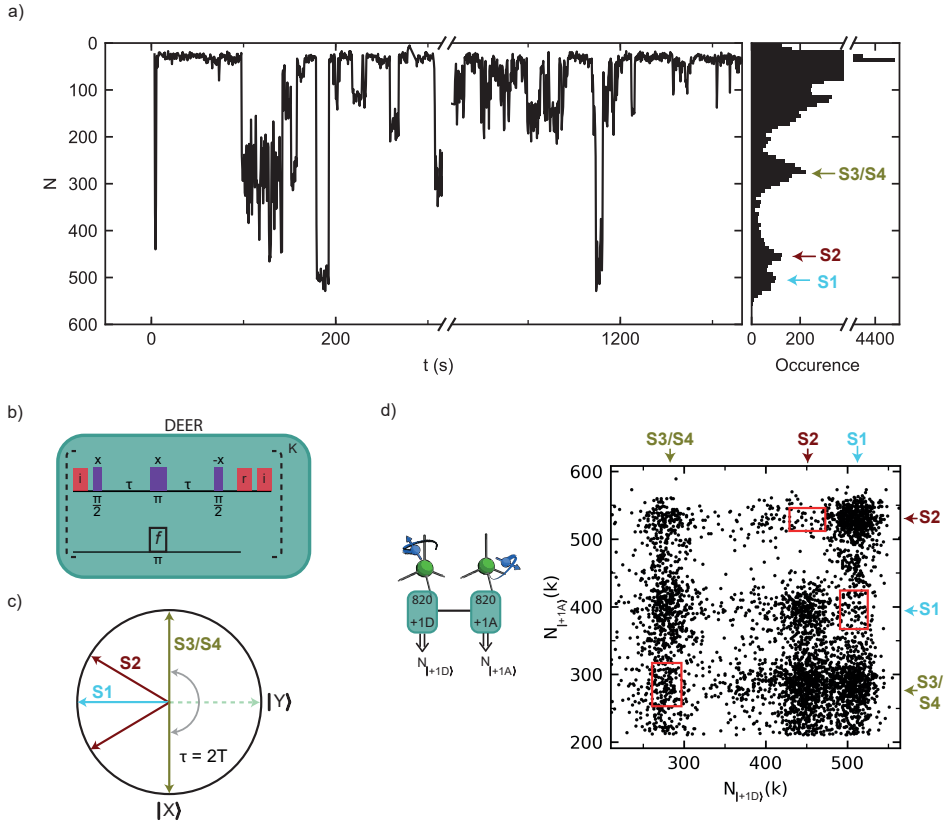 a)
0
100
200
300
400
500
600
N
0
200
1200
t (s)
0
200
4400
Occurence
S3/S4
S2
S1
b)
DEER
K
x
x
-x
i
τ
τ
r
i
π/2
π
π/2
f
π
c)
S3/S4
S2
S1
|Y⟩
τ = 2T
|X⟩
d)
820
+1D
820
+1A
N|+1D⟩
N|+1A⟩
S3/S4
S2
S1
600
500
400
300
200
N|+1A⟩(k)
S2
S1
S3/
S4
300
400
500
N|+1D⟩(k)